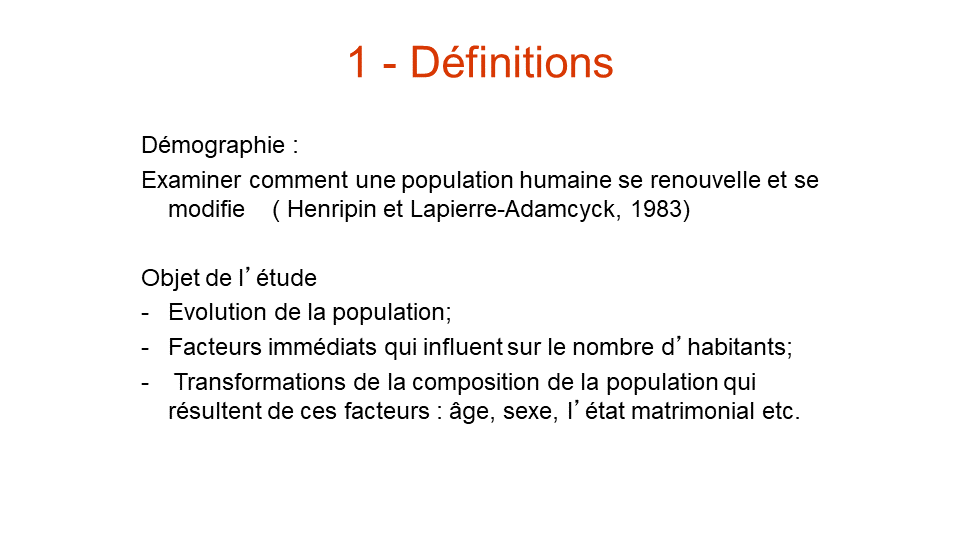 1 - Définitions
Démographie :
Examiner comment une population humaine se renouvelle et se
modifie    ( Henripin et Lapierre-Adamcyck, 1983)
Objet de l’étude
- Evolution de la population;
- Facteurs immédiats qui influent sur le nombre d’habitants;
- Transformations de la composition de la population qui
résultent de ces facteurs : âge, sexe, l’état matrimonial etc.